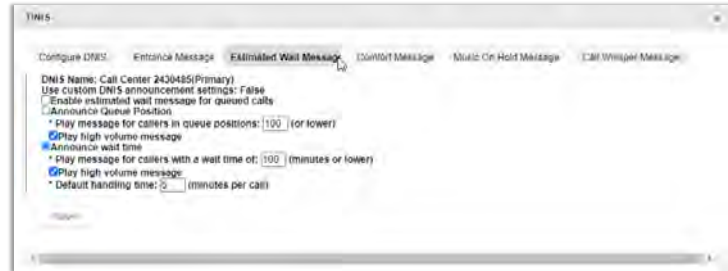 DNIS
Configure DNIS Entrance Message Estimated Wait Message Comfort Message Music On Hold Message Call Whisper Message
DNIS Name: Call Center 2430485(Primary)
Use custom DNIS announcement settings: False
Enable estimated wait message for queued calls
Announce Queue Position
* Play message for callers in queue positions: 100 (or lower)
Play high volume message
Announce wait time
* Play message for callers with a wait time of: 100 (minutes or lower)
Play high volume message
* Default handling time: 5 (minutes per call)